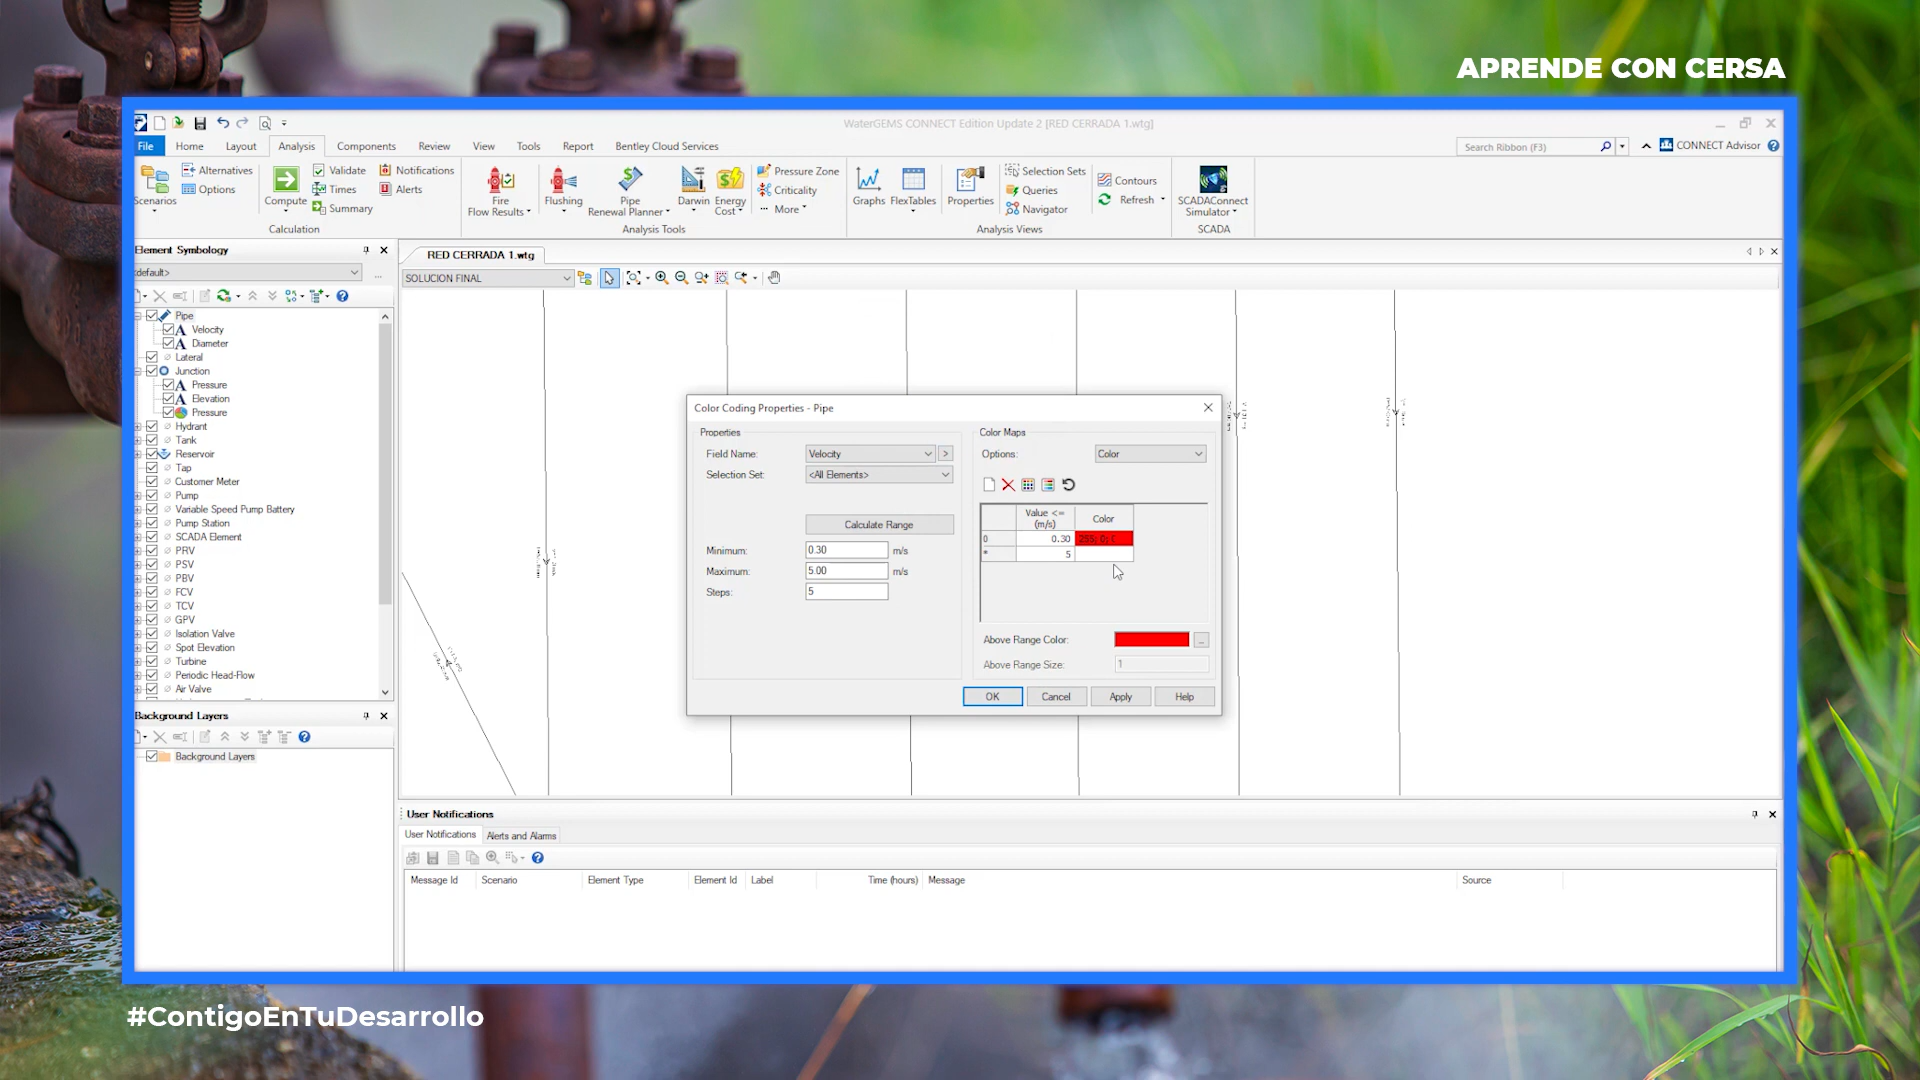 APRENDE CON CERSA
WaterGEMS CONNECT Edition Update 2 [RED CERRADA 1.wtg]
File Home Layout Analysis Components Review View Tools Report Bentley Cloud Services
Search Ribbon (F3)
CONNECT Advisor
Scenarios
Alternatives
Options
Compute
Validate
Times
Summary
Notifications
Alerts
Calculation
Fire
Flow Results
Flushing
Pipe
Renewal Planner
Darwin
Energy
Cost
Pressure Zone
Criticality
More
Analysis Tools
Graphs
FlexTables
Properties
Selection Sets
Queries
Navigator
Contours
Refresh
Analysis Views
SCADAConnect
Simulator
SCADA
Element Symbology
<default>
Pipe
Velocity
Diameter
Lateral
Junction
Pressure
Elevation
Pressure
Hydrant
Tank
Reservoir
Tap
Customer Meter
Pump
Variable Speed Pump Battery
Pump Station
SCADA Element
PRV
PSV
PBV
FCV
TCV
GPV
Isolation Valve
Spot Elevation
Turbine
Periodic Head-Flow
Air Valve
Background Layers
Background Layers
RED CERRADA 1.wtg
SOLUCION FINAL
Color Coding Properties - Pipe
Properties
Field Name: Velocity
Selection Set: <All Elements>
Calculate Range
Minimum: 0.30 m/s
Maximum: 5.00 m/s
Steps: 5
Color Maps
Options: Color
Value <=
(m/s)
Color
0 0.30 255; 0; 0
* 5
Above Range Color:
Above Range Size: 1
OK Cancel Apply Help
User Notifications
User Notifications Alerts and Alarms
Message Id Scenario Element Type Element Id Label Time (hours) Message Source
#ContigoEnTuDesarrollo